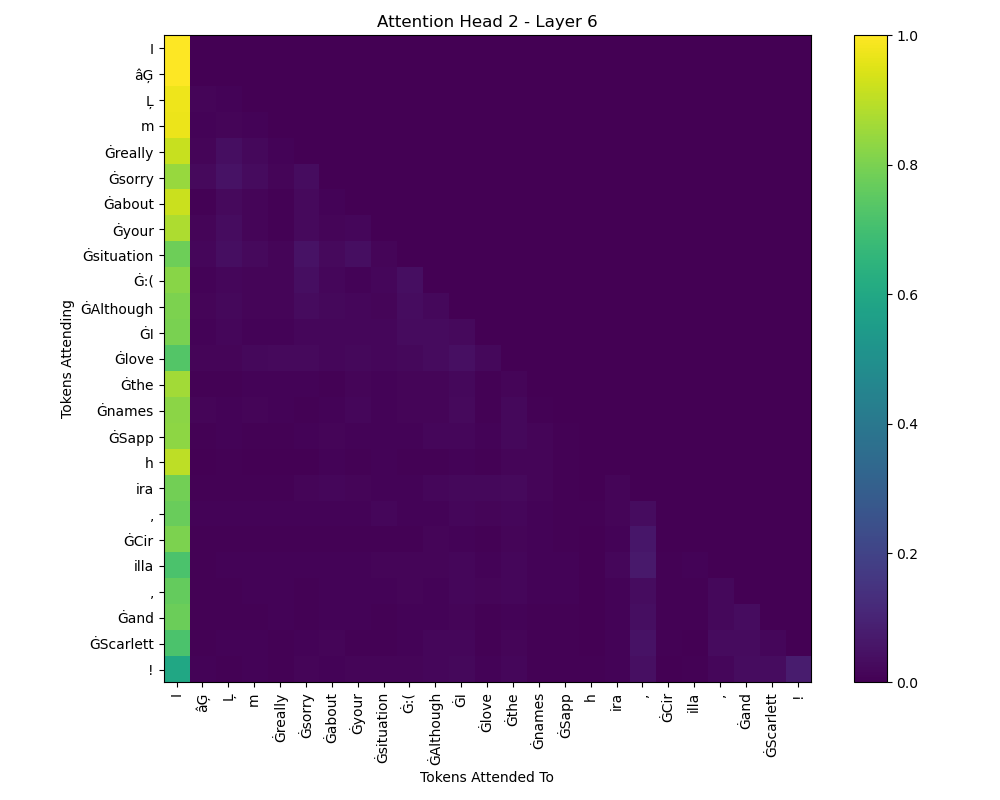 Attention Head 2 - Layer 6
I
âĢ
Ļ
m
Ġreally
Ġsorry
Ġabout
Ġyour
Ġsituation
Ġ:(
ĠAlthough
ĠI
Ġlove
Ġthe
Ġnames
ĠSapp
h
ira
,
ĠCir
illa
,
Ġand
ĠScarlett
!
Tokens Attending
I
âĢ
Ļ
m
Ġreally
Ġsorry
Ġabout
Ġyour
Ġsituation
Ġ:(
ĠAlthough
ĠI
Ġlove
Ġthe
Ġnames
ĠSapp
h
ira
,
ĠCir
illa
,
Ġand
ĠScarlett
!
Tokens Attended To
1.0
0.8
0.6
0.4
0.2
0.0